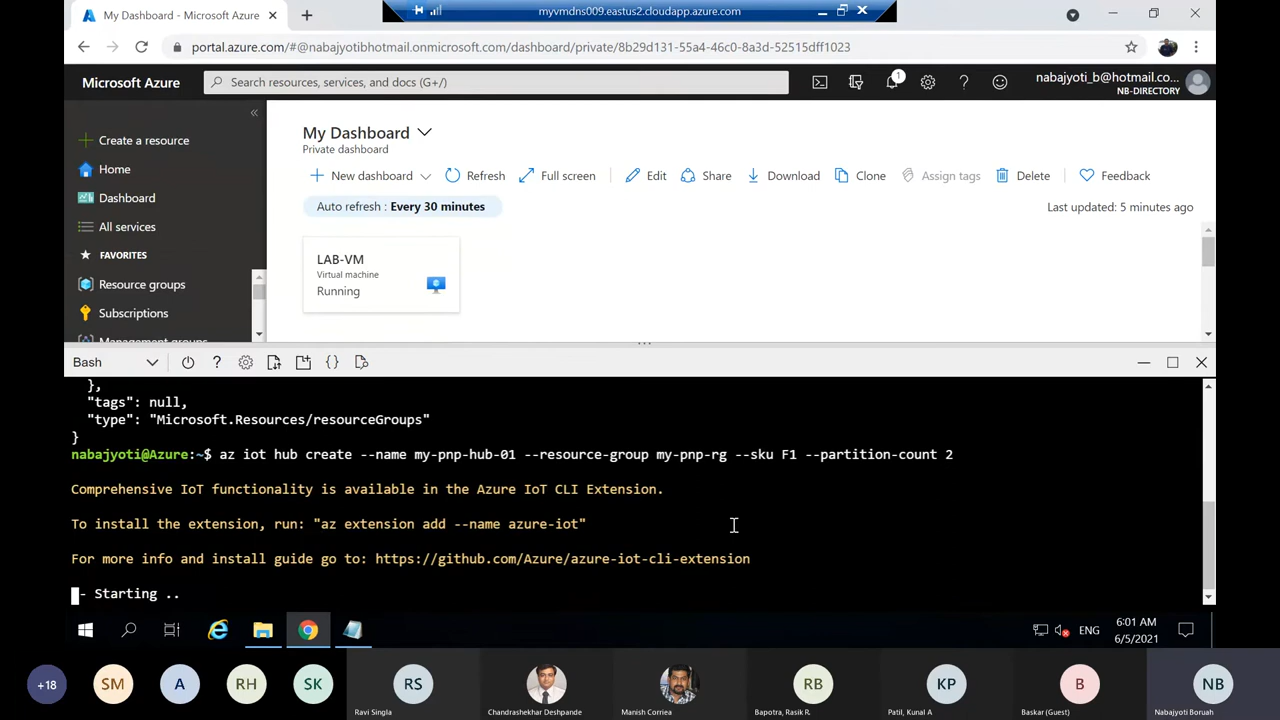 My Dashboard - Microsoft Azure
myvmdns009.eastus2.cloudapp.azure.com
portal.azure.com/#@nabajyotibhotmail.onmicrosoft.com/dashboard/private/8b29d131-55a4-46c0-8a3d-52515dff1023
Microsoft Azure
Search resources, services, and docs (G+/)
1
nabajyoti_b@hotmail.co...
NB-DIRECTORY
Create a resource
Home
Dashboard
All services
FAVORITES
Resource groups
Subscriptions
Management groups
My Dashboard
Private dashboard
New dashboard
Refresh
Full screen
Edit
Share
Download
Clone
Assign tags
Delete
Feedback
Auto refresh : Every 30 minutes
Last updated: 5 minutes ago
LAB-VM
Virtual machine
Running
Bash
},
"tags": null,
"type": "Microsoft.Resources/resourceGroups"
}
nabajyoti@Azure:~$ az iot hub create --name my-pnp-hub-01 --resource-group my-pnp-rg --sku F1 --partition-count 2
Comprehensive IoT functionality is available in the Azure IoT CLI Extension.
To install the extension, run: "az extension add --name azure-iot"
For more info and install guide go to: https://github.com/Azure/azure-iot-cli-extension
- Starting ..
ENG
6:01 AM
6/5/2021
+18
SM
A
RH
SK
RS
Ravi Singla
Chandrashekhar Deshpande
Manish Correia
RB
Bapotra, Rasik R.
KP
Patil, Kunal A
B
Baskar (Guest)
NB
Nabajyoti Boruah